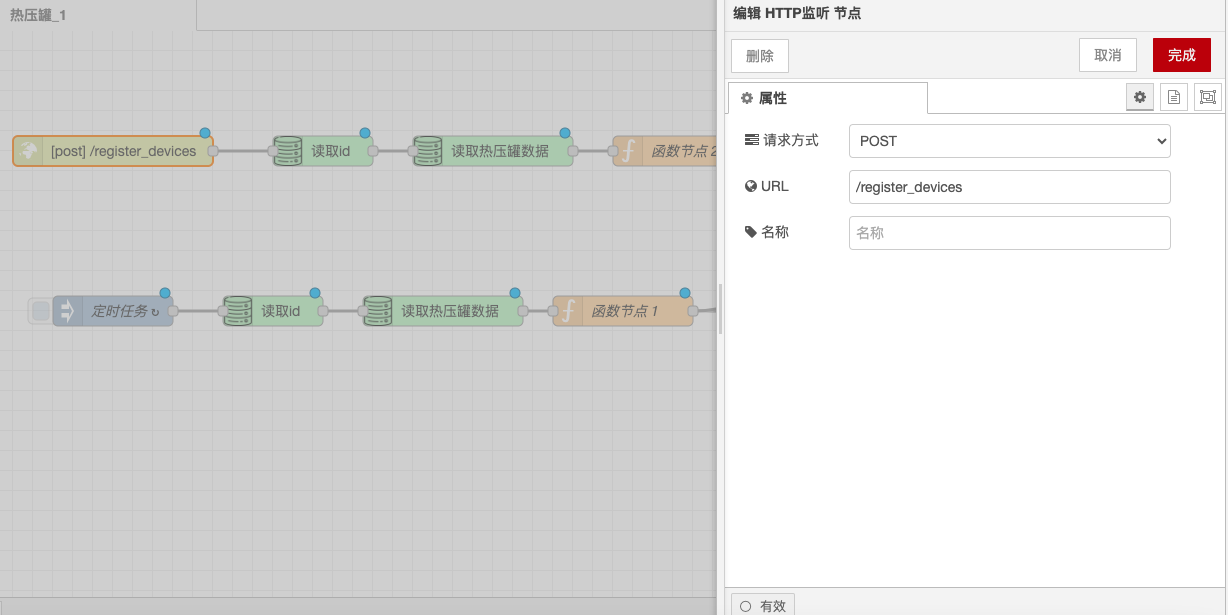 热压罐_1
编辑 HTTP监听 节点
删除
取消
完成
属性
请求方式
POST
URL
/register_devices
名称
名称
[post] /register_devices
读取id
读取热压罐数据
函数节点 2
定时任务 ↻
读取id
读取热压罐数据
函数节点 1
有效